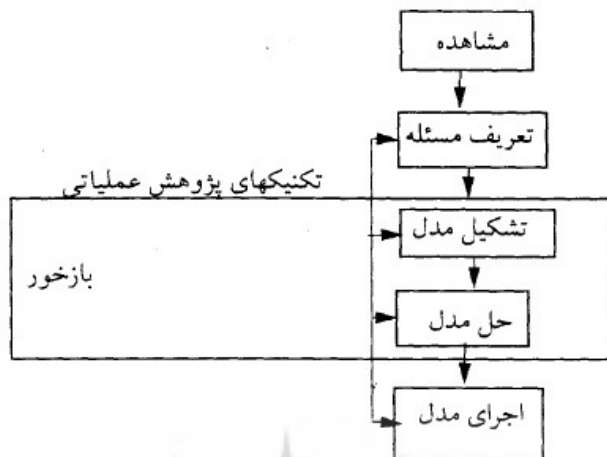 مشاهده
تعریف مسئله
تکنیکهای پژوهش عملیاتی
تشکیل مدل
بازخور
حل مدل
اجرای مدل